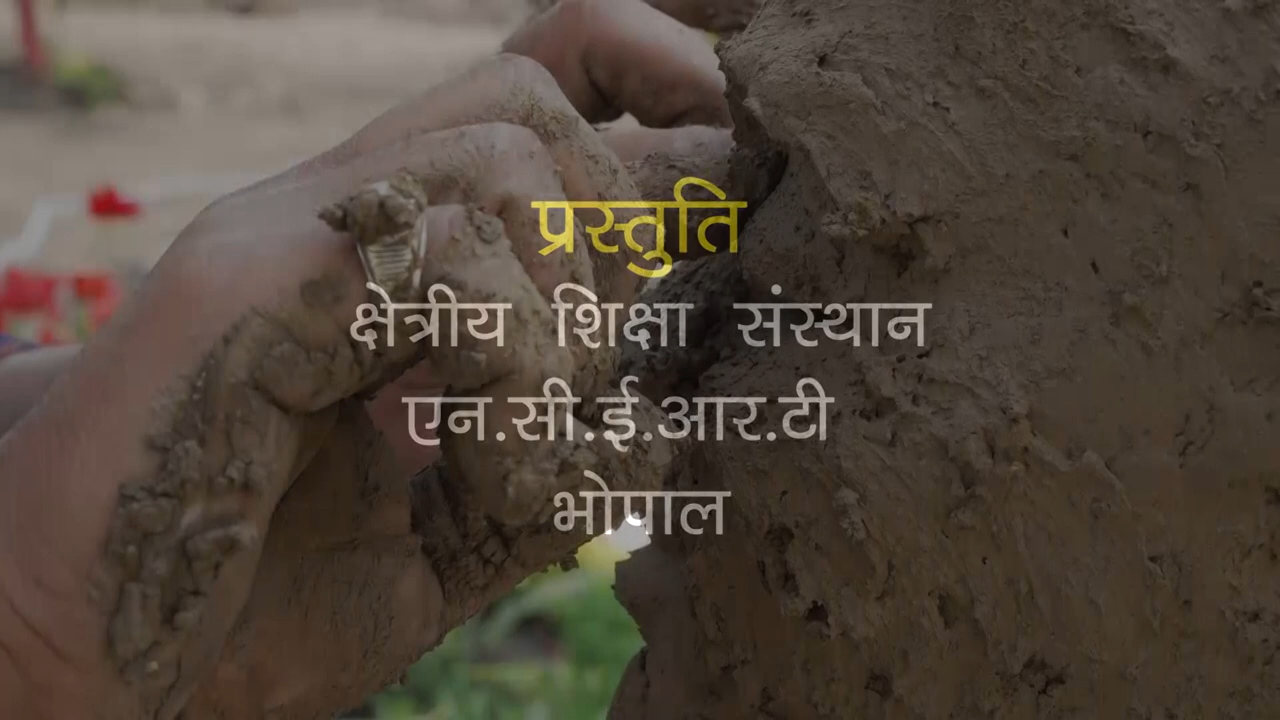 प्रस्तुति
क्षेत्रीय शिक्षा संस्थान
एन.सी.ई.आर.टी
भोपाल